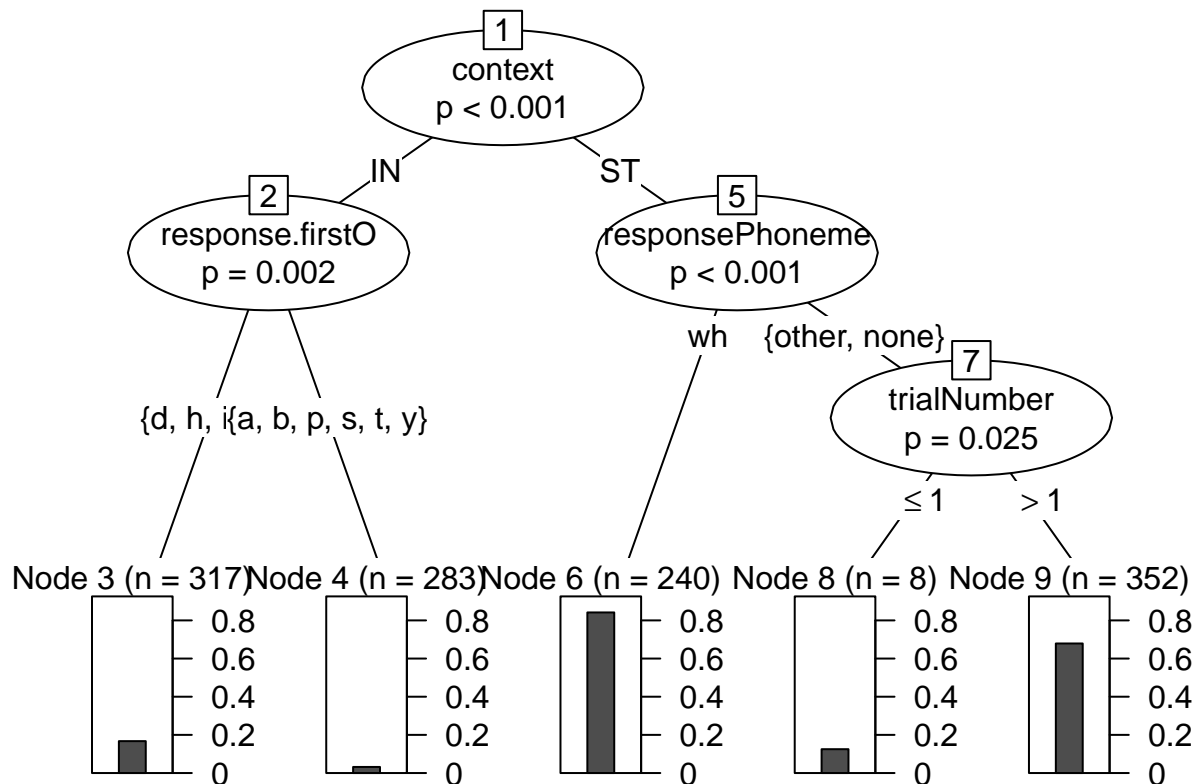 1
context
p < 0.001
IN
ST
2
response.firstO
p = 0.002
5
responsePhoneme
p < 0.001
wh
{other, none}
7
trialNumber
p = 0.025
{d, h,
{a, b, p, s, t, y}
≤ 1
> 1
Node 3 (n = 317)
Node 4 (n = 283)
Node 6 (n = 240)
Node 8 (n = 8)
Node 9 (n = 352)
0
0.2
0.4
0.6
0.8
0
0.2
0.4
0.6
0.8
0
0.2
0.4
0.6
0.8
0
0.2
0.4
0.6
0.8
0
0.2
0.4
0.6
0.8